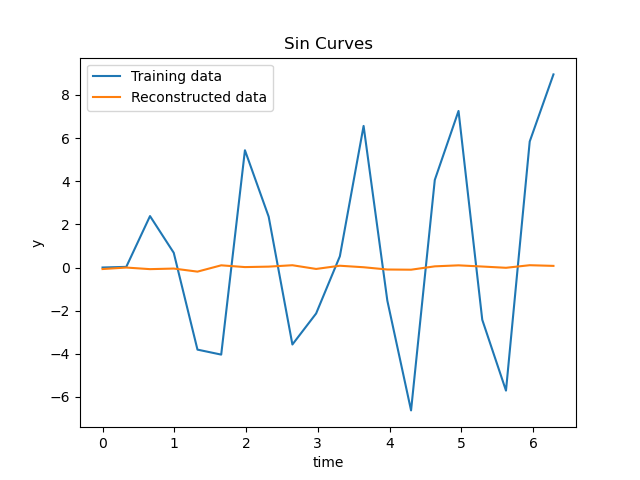 Sin Curves
Training data
Reconstructed data
y
8
6
4
2
0
−2
−4
−6
0 1 2 3 4 5 6
time